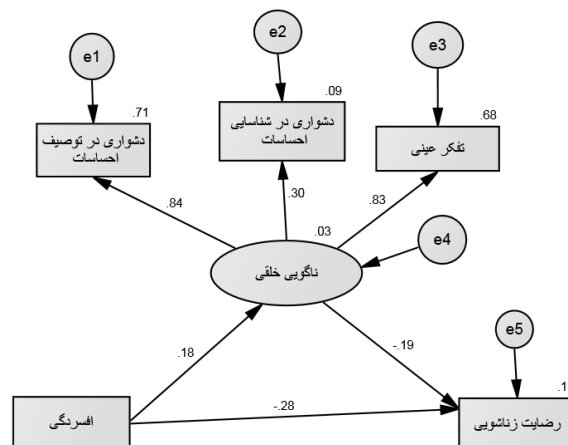 e1
e2
e3
.71
.09
.68
دشواری در توصیف
احساسات
دشواری در شناسایی
احساسات
تفکر عینی
.84
.30
.83
.03
e4
ناگویی خلقی
e5
.18
-.19
-.28
.1
افسردگی
رضایت زناشویی